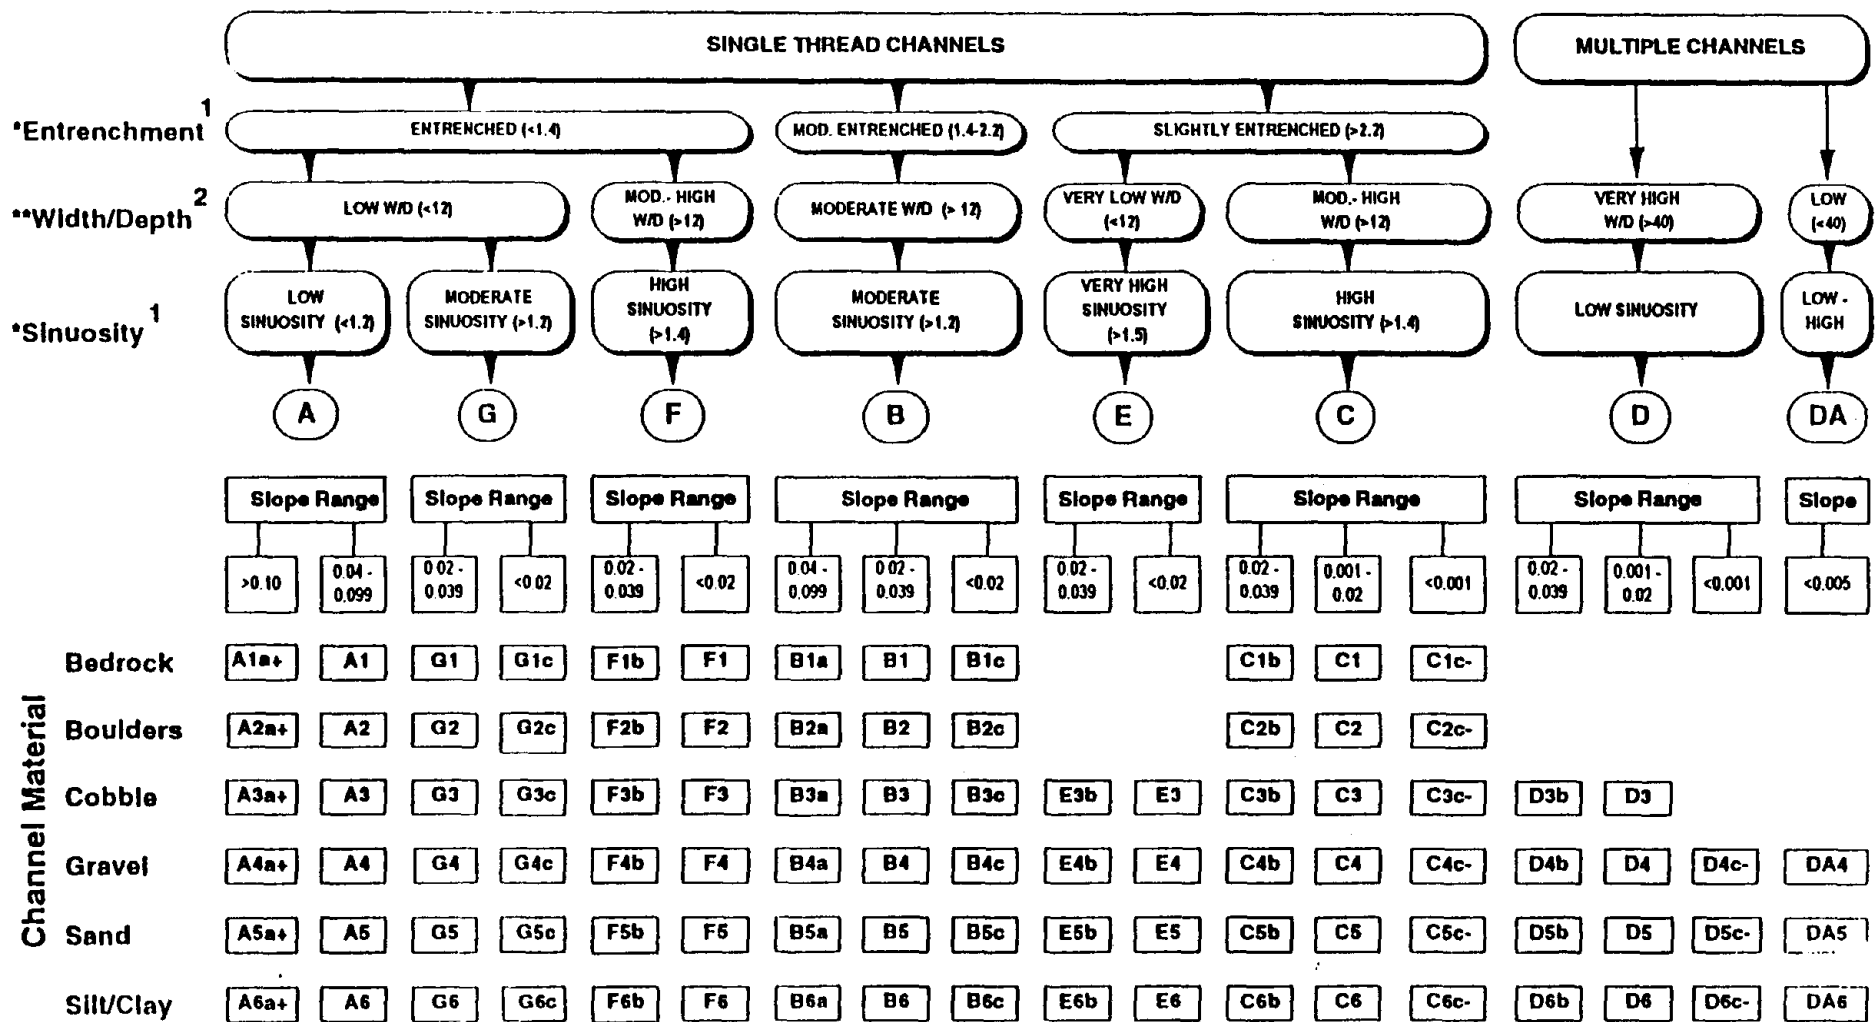 SINGLE THREAD CHANNELS
MULTIPLE CHANNELS
*Entrenchment1
ENTRENCHED (<1.4)
MOD. ENTRENCHED (1.4-2.2)
SLIGHTLY ENTRENCHED (>2.2)
**Width/Depth2
LOW W/D (<12)
MOD.- HIGH
W/D (>12)
MODERATE W/D (> 12)
VERY LOW W/D
(<12)
MOD.- HIGH
W/D (>12)
VERY HIGH
W/D (>40)
LOW
(<40)
*Sinuosity1
LOW
SINUOSITY (<1.2)
MODERATE
SINUOSITY (>1.2)
HIGH
SINUOSITY
(>1.4)
MODERATE
SINUOSITY (>1.2)
VERY HIGH
SINUOSITY
(>1.5)
HIGH
SINUOSITY (>1.4)
LOW SINUOSITY
LOW -
HIGH
A G F B E C D DA
Slope Range Slope Range Slope Range Slope Range Slope Range Slope Range Slope Range Slope
>0.10
0.04 -
0.099
0.02 -
0.039
<0.02
0.02 -
0.039
<0.02
0.04 -
0.099
0.02 -
0.039
<0.02
0.02 -
0.039
<0.02
0.02 -
0.039
0.001 -
0.02
<0.001
0.02 -
0.039
0.001 -
0.02
<0.001
<0.005
Channel Material
Bedrock A1a+ A1 G1 G1c F1b F1 B1a B1 B1c C1b C1 C1c-
Boulders A2a+ A2 G2 G2c F2b F2 B2a B2 B2c C2b C2 C2c-
Cobble A3a+ A3 G3 G3c F3b F3 B3a B3 B3c E3b E3 C3b C3 C3c- D3b D3
Gravel A4a+ A4 G4 G4c F4b F4 B4a B4 B4c E4b E4 C4b C4 C4c- D4b D4 D4c- DA4
Sand A5a+ A5 G5 G5c F5b F5 B5a B5 B5c E5b E5 C5b C5 C5c- D5b D5 D5c- DA5
Silt/Clay A6a+ A6 G6 G6c F6b F6 B6a B6 B6c E6b E6 C6b C6 C6c- D6b D6 D6c- DA6